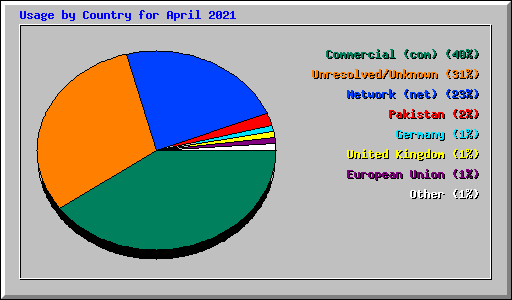 Usage by Country for April 2021
Commercial (com) (40%)
Unresolved/Unknown (31%)
Network (net) (23%)
Pakistan (2%)
Germany (1%)
United Kingdom (1%)
European Union (1%)
Other (1%)